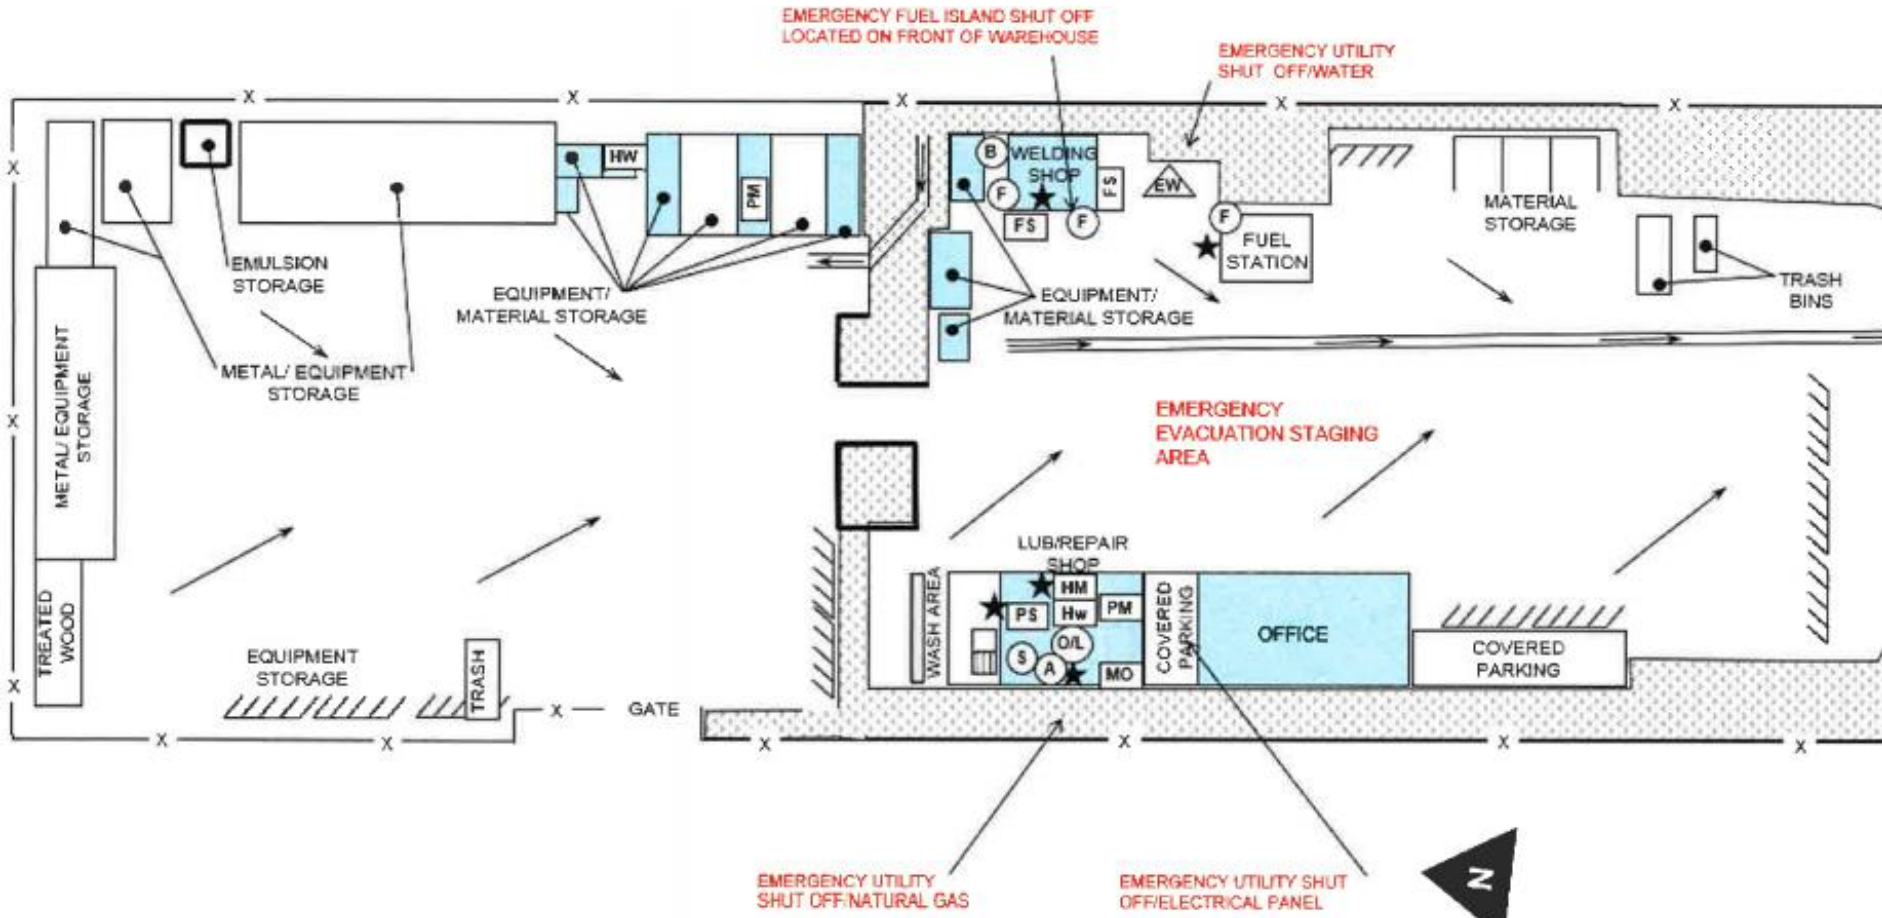 EMERGENCY FUEL ISLAND SHUT OFF
LOCATED ON FRONT OF WAREHOUSE
EMERGENCY UTILITY
SHUT OFF/WATER
X
X
X
X
X
X
X
X
HW
PM
B
WELDING
SHOP
F
FS
F
FS
EW
F
FUEL
STATION
MATERIAL
STORAGE
TRASH
BINS
EMULSION
STORAGE
EQUIPMENT/
MATERIAL STORAGE
EQUIPMENT/
MATERIAL STORAGE
METAL/ EQUIPMENT
STORAGE
METAL/ EQUIPMENT
STORAGE
EMERGENCY
EVACUATION STAGING
AREA
TREATED
WOOD
EQUIPMENT
STORAGE
TRASH
WASH AREA
LUB/REPAIR
SHOP
HM
PS
Hw
PM
O/L
S
A
MO
COVERED
PARKING
OFFICE
COVERED
PARKING
X
GATE
X
X
X
X
X
X
EMERGENCY UTILITY
SHUT OFF/NATURAL GAS
EMERGENCY UTILITY SHUT
OFF/ELECTRICAL PANEL
N